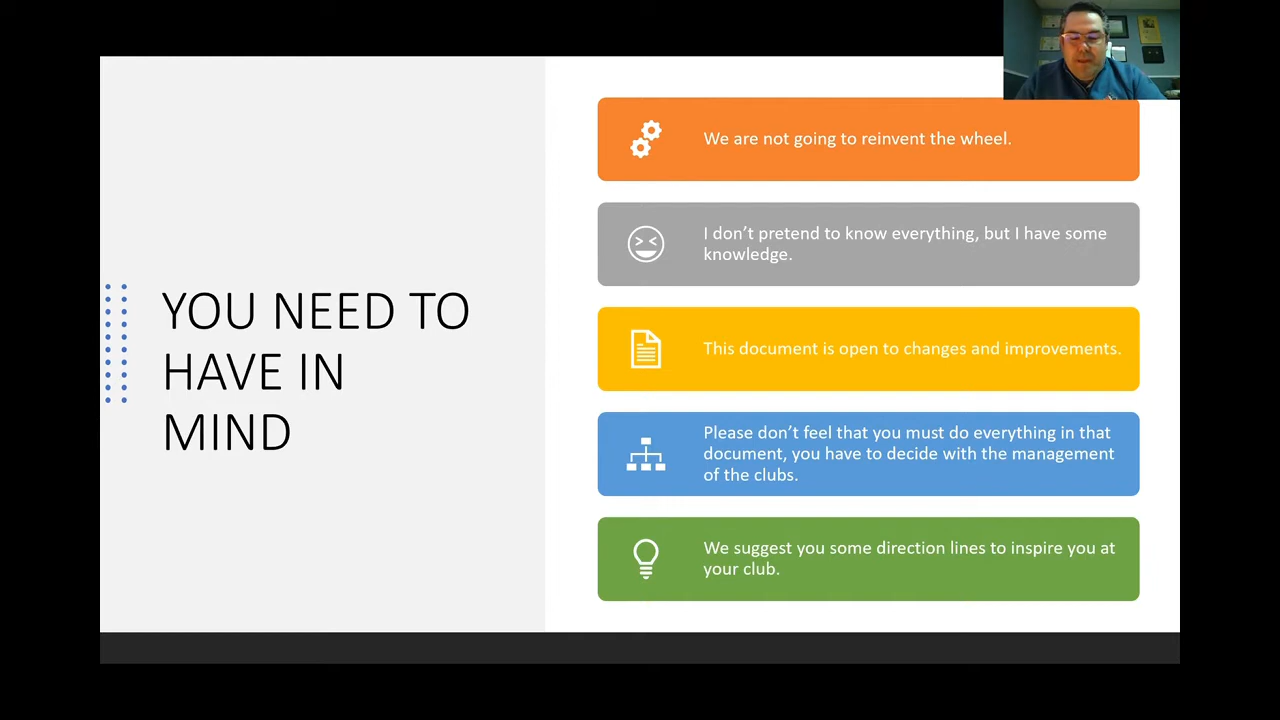 YOU NEED TO
HAVE IN
MIND
We are not going to reinvent the wheel.
I don't pretend to know everything, but I have some
knowledge.
This document is open to changes and improvements.
Please don't feel that you must do everything in that
document, you have to decide with the management
of the clubs.
We suggest you some direction lines to inspire you at
your club.